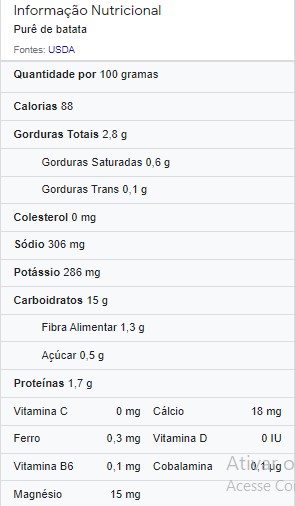 Informação Nutricional
Purê de batata
Fontes: USDA
Quantidade por 100 gramas
Calorias 88
Gorduras Totais 2,8 g
Gorduras Saturadas 0,6 g
Gorduras Trans 0,1 g
Colesterol 0 mg
Sódio 306 mg
Potássio 286 mg
Carboidratos 15 g
Fibra Alimentar 1,3 g
Açúcar 0,5 g
Proteínas 1,7 g
Vitamina C 0 mg Cálcio 18 mg
Ferro 0,3 mg Vitamina D 0 IU
Vitamina B6 0,1 mg Cobalamina 0,1 µg
Magnésio 15 mg
Ativar o
Acesse Co